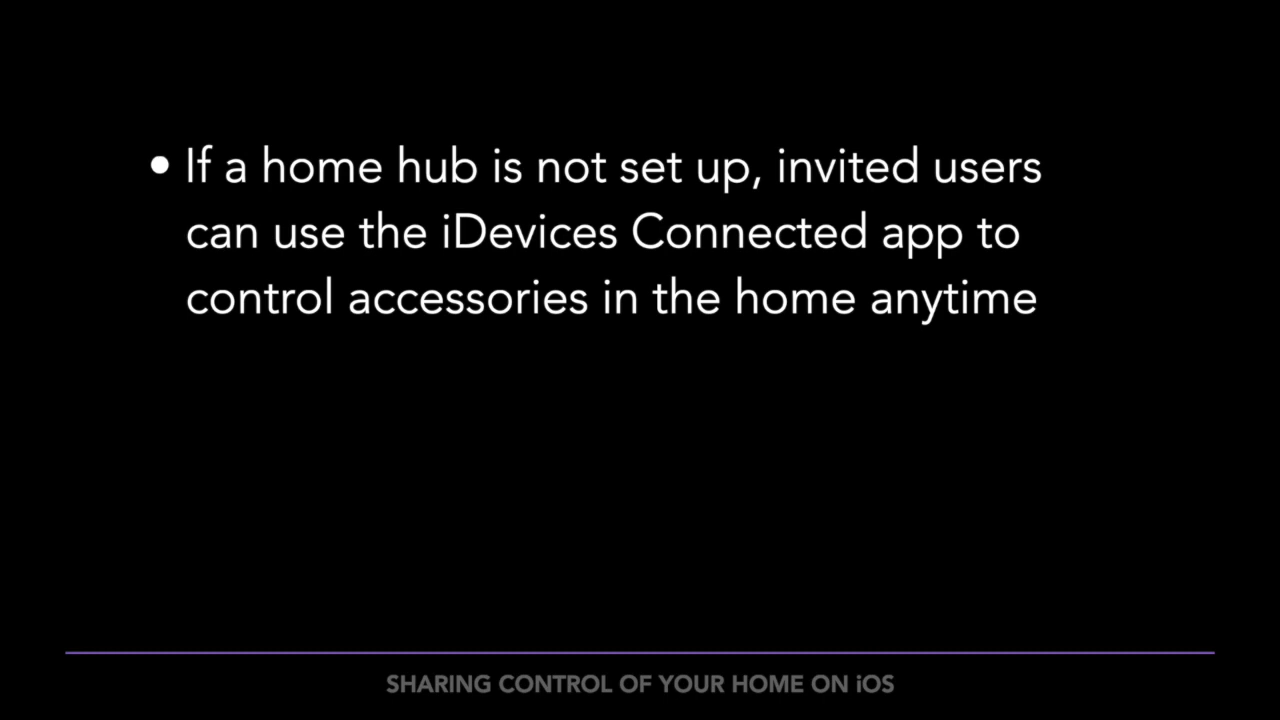 • If a home hub is not set up, invited users
can use the iDevices Connected app to
control accessories in the home anytime
SHARING CONTROL OF YOUR HOME ON iOS